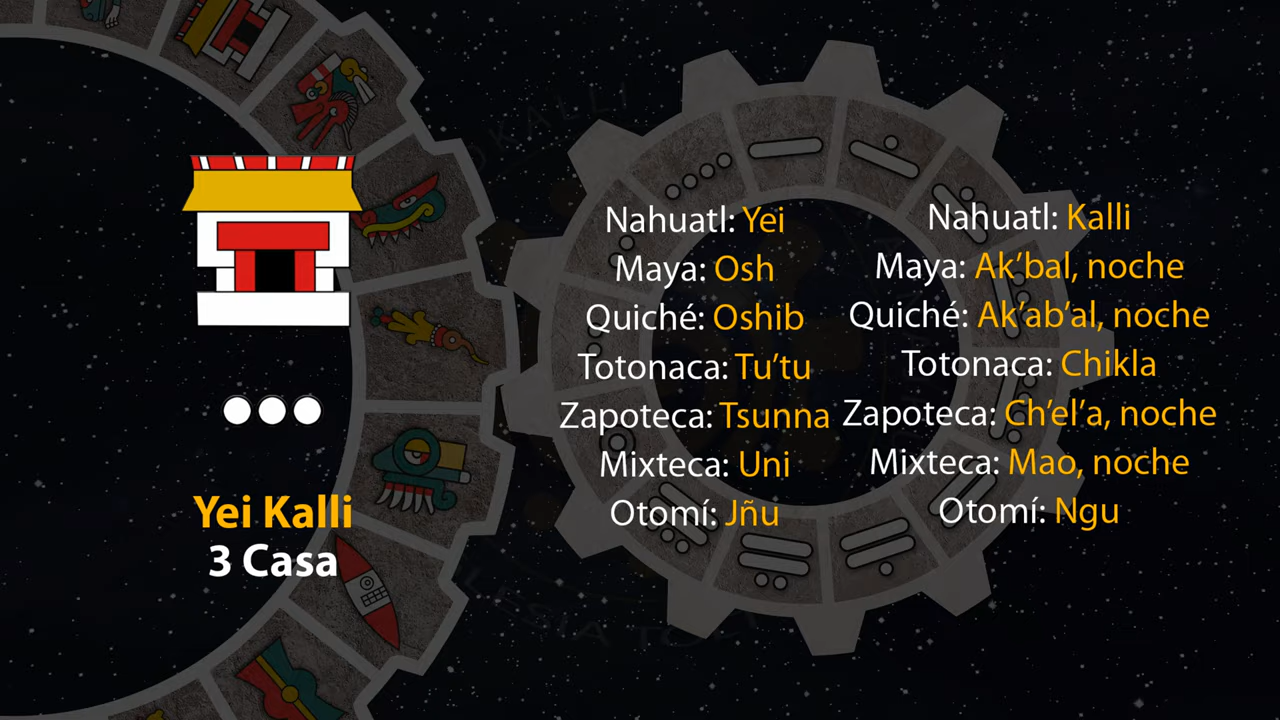 Yei Kalli
3 Casa
Nahuatl: Yei
Maya: Osh
Quiché: Oshib
Totonaca: Tu’tu
Zapoteca: Tsunna
Mixteca: Uni
Otomí: Jñu
Nahuatl: Kalli
Maya: Ak’bal, noche
Quiché: Ak’ab’al, noche
Totonaca: Chikla
Zapoteca: Ch’el’a, noche
Mixteca: Mao, noche
Otomí: Ngu